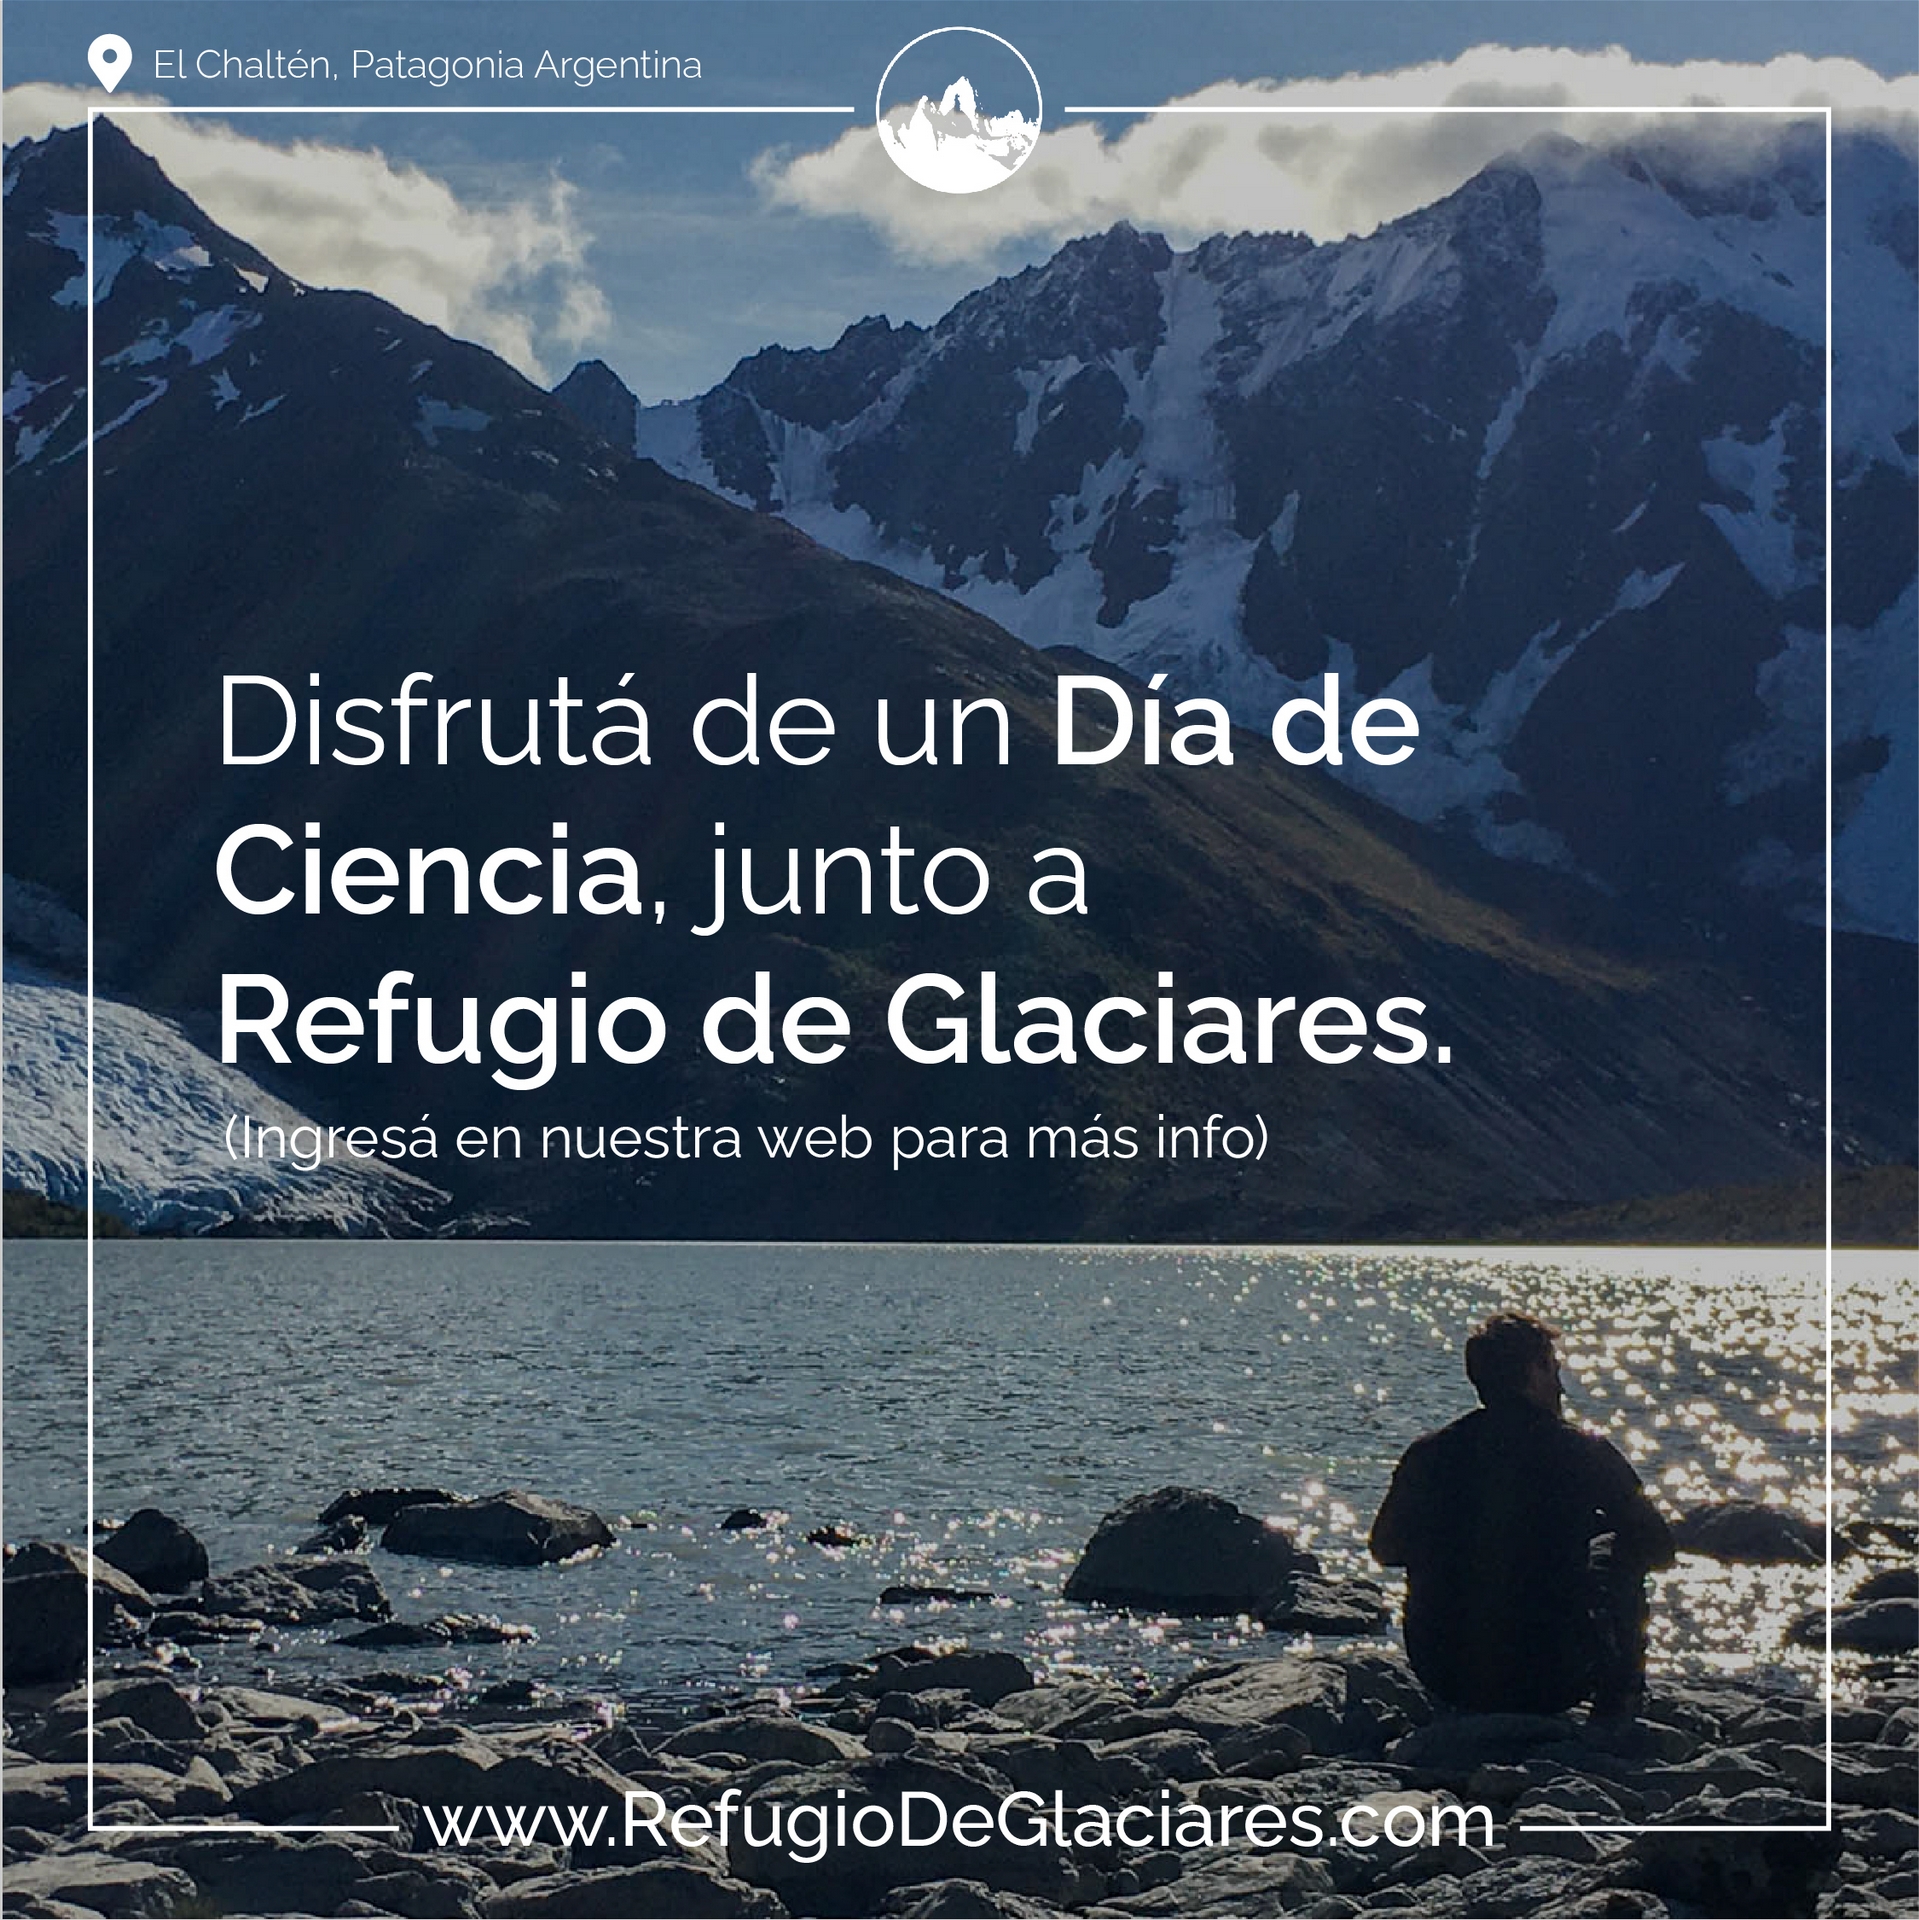 El Chaltén, Patagonia Argentina
Disfrutá de un Día de
Ciencia, junto a
Refugio de Glaciares.
(Ingresá en nuestra web para más info)
www.RefugioDeGlaciares.com